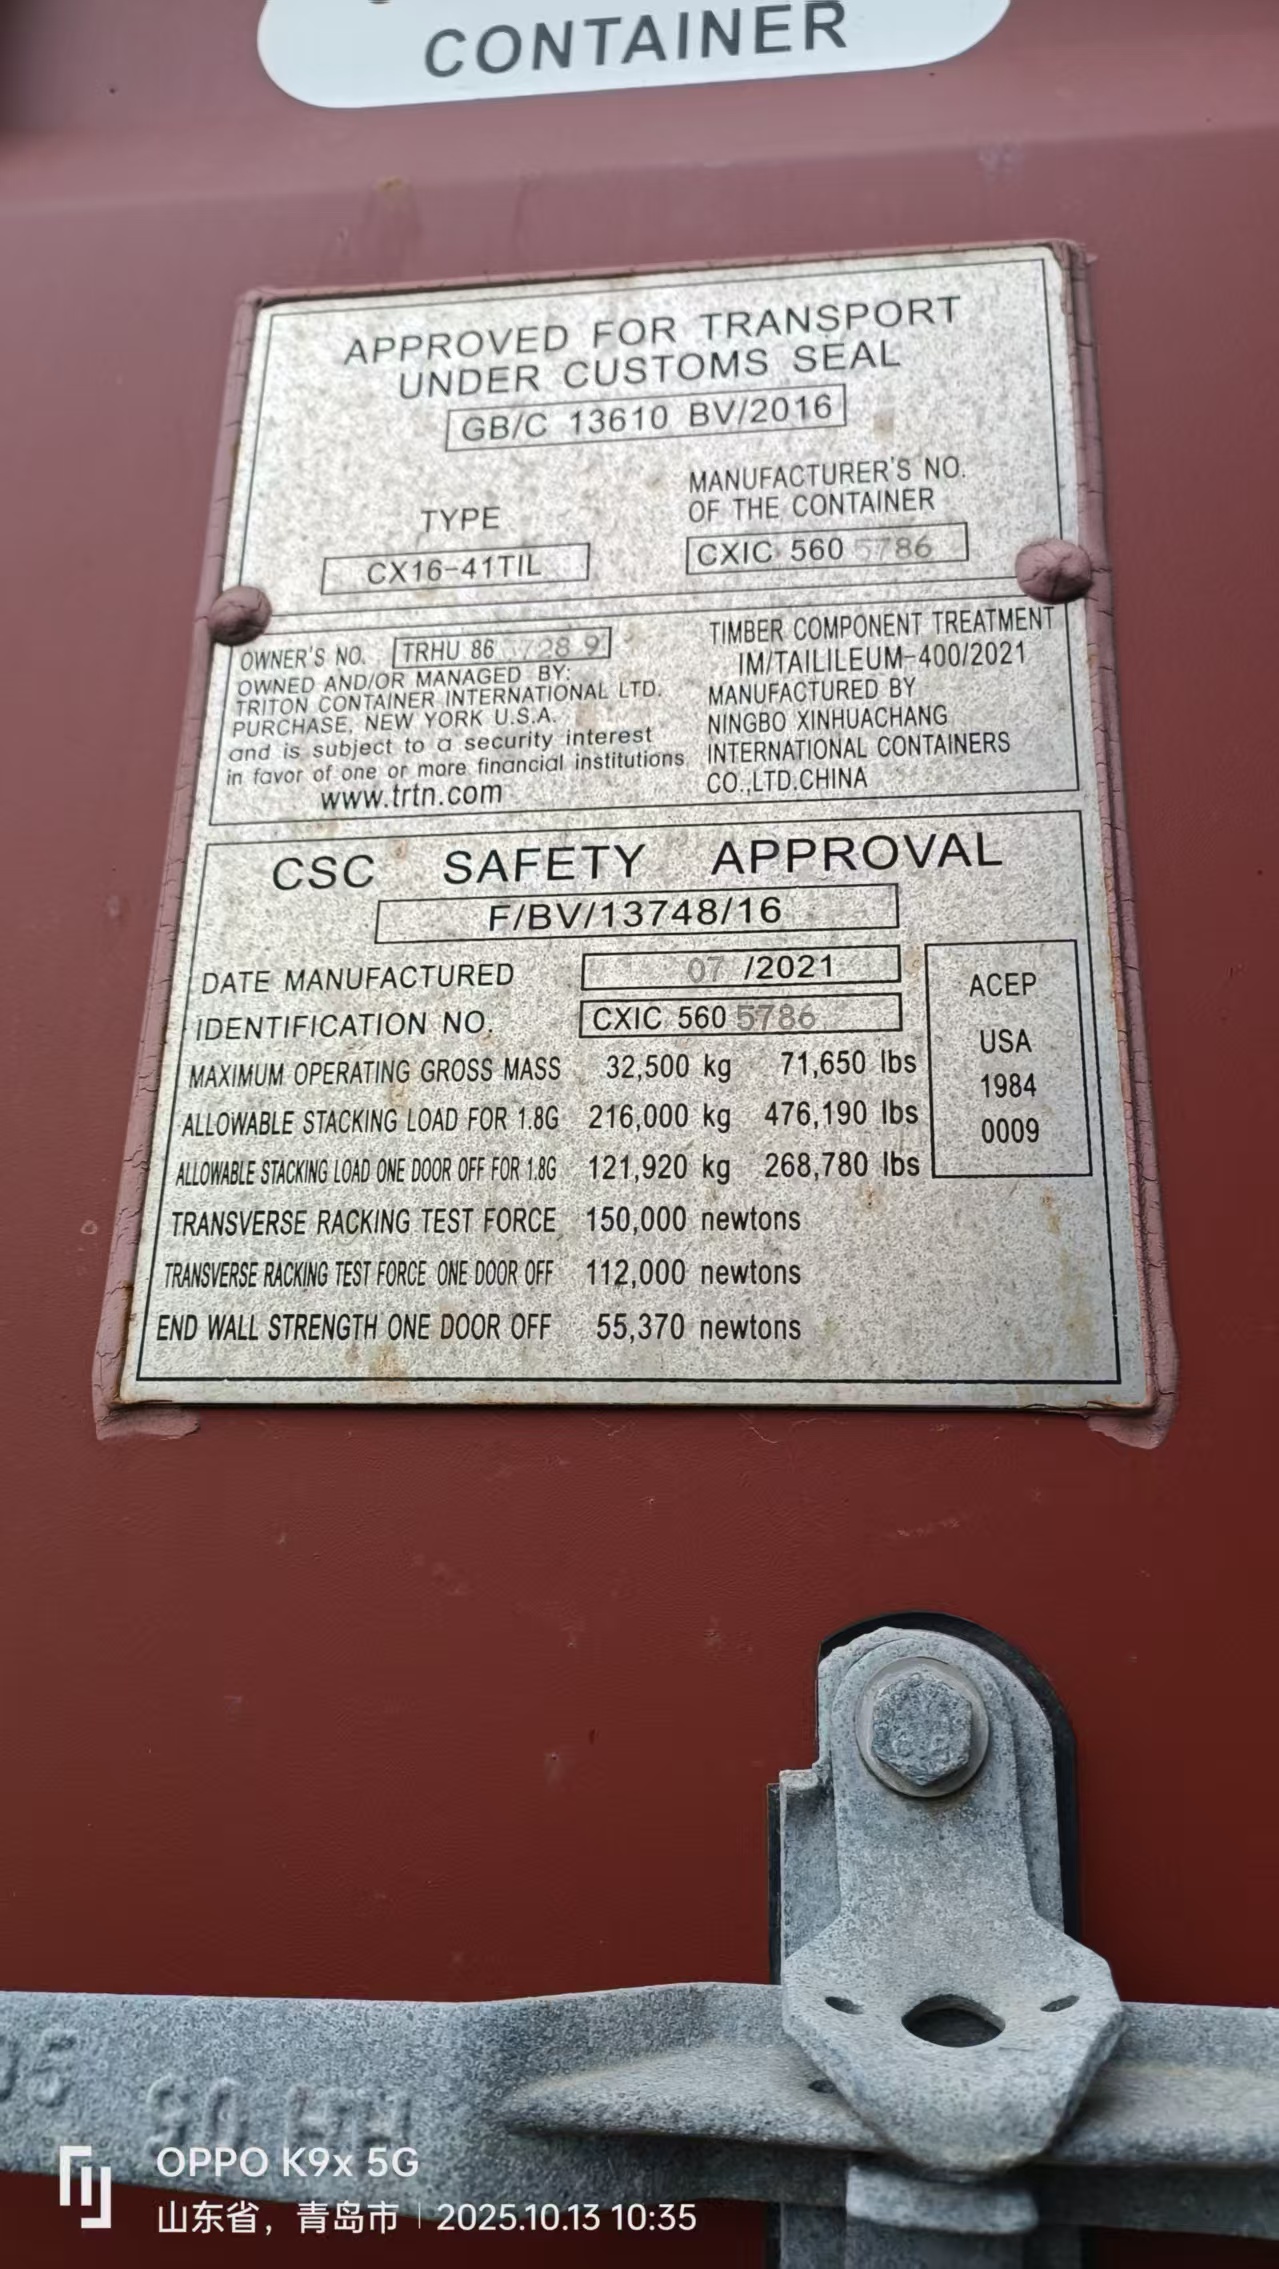 CONTAINER
APPROVED FOR TRANSPORT
UNDER CUSTOMS SEAL
GB/C 13610 BV/2016
TYPE
CX16-41TIL
MANUFACTURER'S NO.
OF THE CONTAINER
CXIC 560 5786
OWNER'S NO. TRHU 86
OWNED AND/OR MANAGED BY:
TRITON CONTAINER INTERNATIONAL LTD.
PURCHASE, NEW YORK U.S.A.
and is subject to a security interest
in favor of one or more financial institutions.
www.trtn.com
TIMBER COMPONENT TREATMENT
IM/TAILILEUM-400/2021
MANUFACTURED BY
NINGBO XINHUACHANG
INTERNATIONAL CONTAINERS
CO.,LTD.CHINA
CSC SAFETY APPROVAL
F/BV/13748/16
DATE MANUFACTURED 07 /2021
IDENTIFICATION NO. CXIC 560 5786
MAXIMUM OPERATING GROSS MASS 32,500 kg 71,650 lbs
ALLOWABLE STACKING LOAD FOR 1.8G 216,000 kg 476,190 lbs
ALLOWABLE STACKING LOAD ONE DOOR OFF FOR 1.8G 121,920 kg 268,780 lbs
TRANSVERSE RACKING TEST FORCE 150,000 newtons
TRANSVERSE RACKING TEST FORCE ONE DOOR OFF 112,000 newtons
END WALL STRENGTH ONE DOOR OFF 55,370 newtons
ACEP
USA
1984
0009
OPPO K9x 5G
山东省，青岛市 | 2025.10.13 10:35